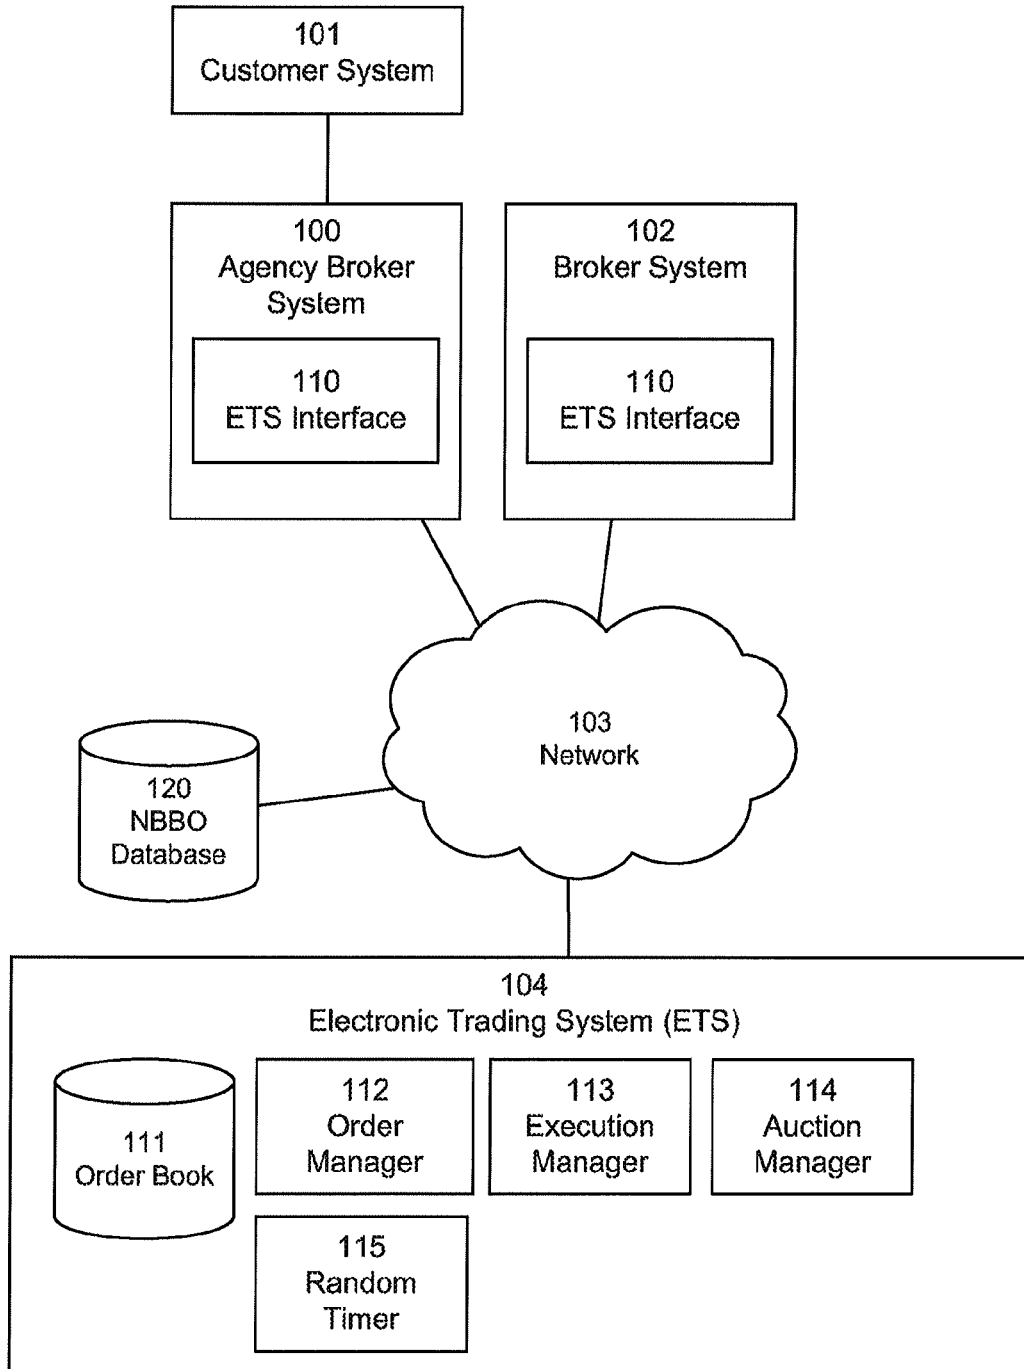 101
Customer System
100
Agency Broker
System
110
ETS Interface
102
Broker System
110
ETS Interface
103
Network
120
NBBO
Database
104
Electronic Trading System (ETS)
111
Order Book
112
Order
Manager
113
Execution
Manager
114
Auction
Manager
115
Random
Timer